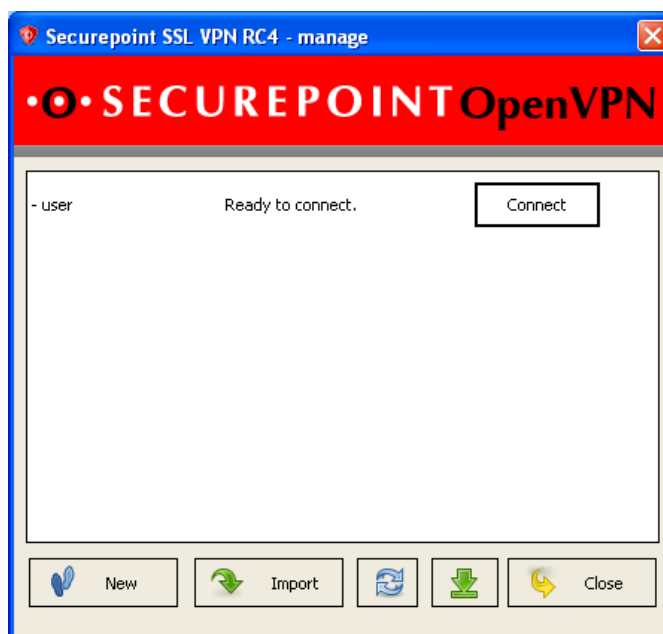 Securepoint SSL VPN RC4 - manage
SECUREPOINT OpenVPN
- user Ready to connect. Connect
New Import Close